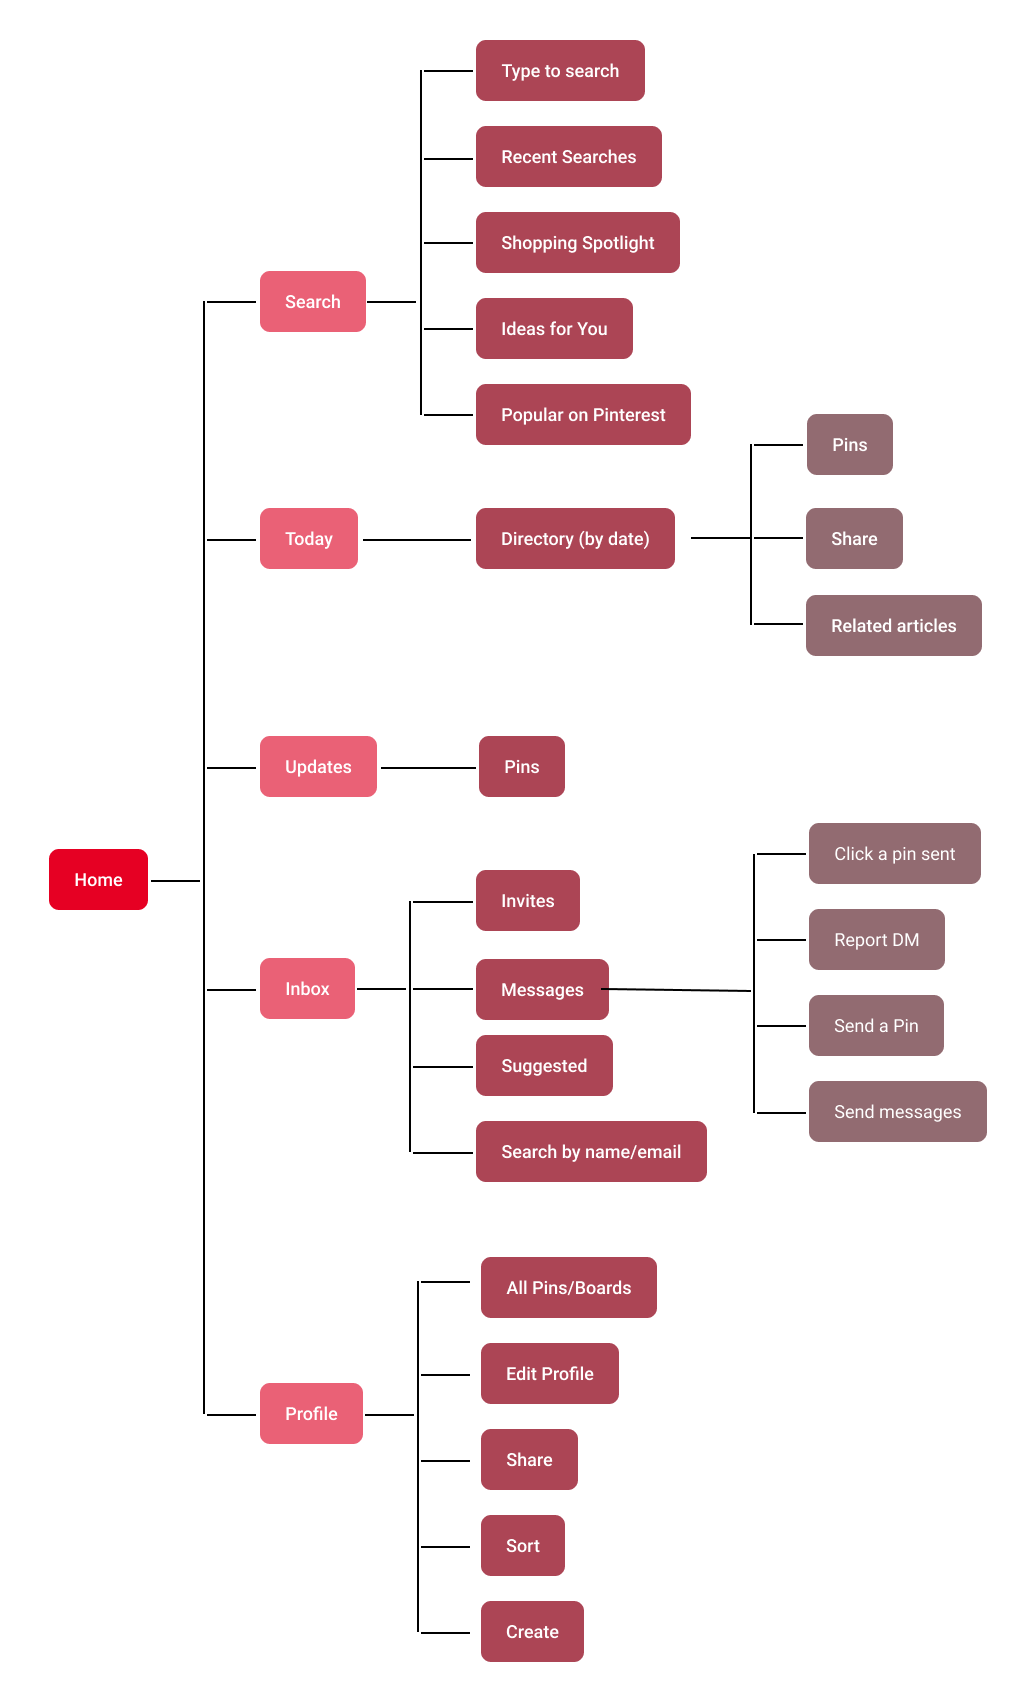 Home
Search
Type to search
Recent Searches
Shopping Spotlight
Ideas for You
Popular on Pinterest
Today
Directory (by date)
Pins
Share
Related articles
Updates
Pins
Inbox
Invites
Messages
Click a pin sent
Report DM
Send a Pin
Send messages
Suggested
Search by name/email
Profile
All Pins/Boards
Edit Profile
Share
Sort
Create